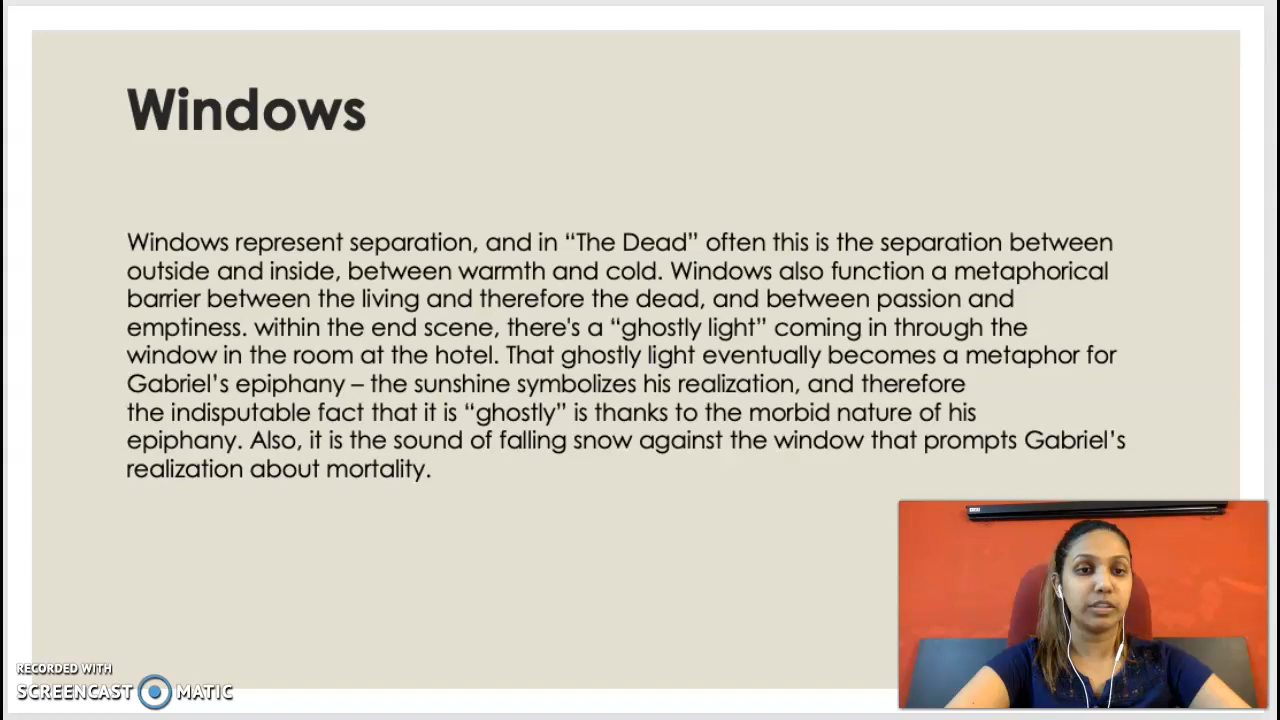 Windows
Windows represent separation, and in “The Dead” often this is the separation between
outside and inside, between warmth and cold. Windows also function a metaphorical
barrier between the living and therefore the dead, and between passion and
emptiness. within the end scene, there's a “ghostly light” coming in through the
window in the room at the hotel. That ghostly light eventually becomes a metaphor for
Gabriel’s epiphany – the sunshine symbolizes his realization, and therefore
the indisputable fact that it is “ghostly” is thanks to the morbid nature of his
epiphany. Also, it is the sound of falling snow against the window that prompts Gabriel’s
realization about mortality.
RECORDED WITH
SCREENCAST MATIC